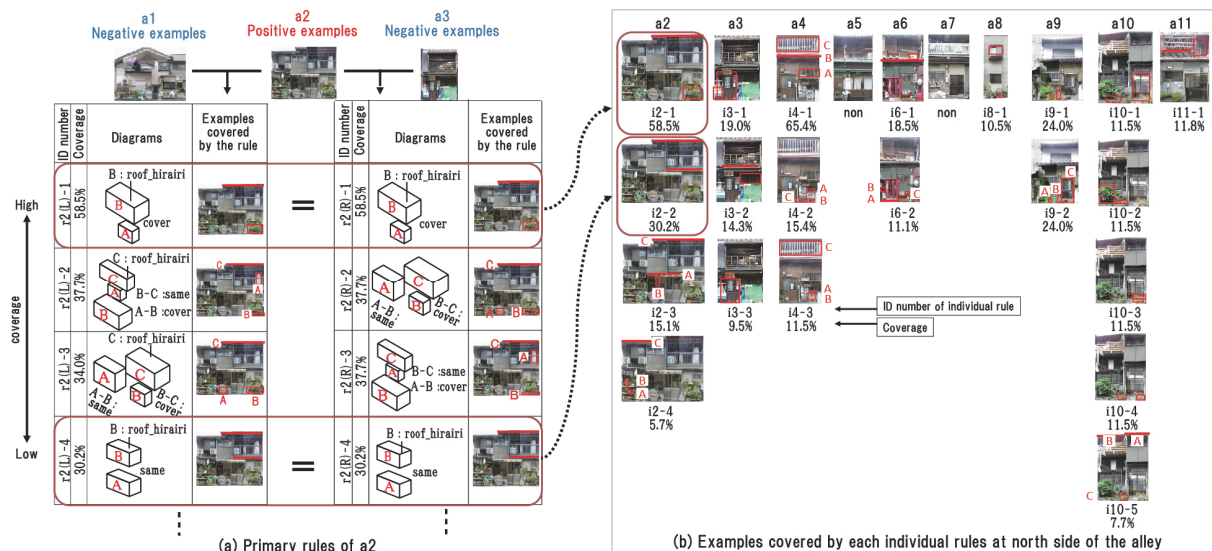 a1
Negative examples
a2
Positive examples
a3
Negative examples
ID number
Coverage
Diagrams
Examples
covered
by the rule
ID number
Coverage
Diagrams
Examples
covered
by the rule
High
coverage
Low
r2(L)-1
58.5%
B : roof_hirairi
B
cover
A
=
r2(R)-1
58.5%
B : roof_hirairi
B
cover
A
r2(L)-2
37.7%
C : roof_hirairi
C
A
B
B-C :same
A-B :cover
C
A
B
r2(R)-2
37.7%
C : roof_hirairi
A
C
B
A-B :
same
B-C :
cover
C
A
B
r2(L)-3
34.0%
C : roof_hirairi
A
C
B
A-B :
same
B-C :
cover
C
A
B
r2(R)-3
37.7%
C : roof_hirairi
C
A
B
B-C :same
A-B :cover
C
A
B
r2(L)-4
30.2%
B : roof_hirairi
B
same
A
=
r2(R)-4
30.2%
B : roof_hirairi
B
same
A
(a) Primary rules of a2
a2 a3 a4 a5 a6 a7 a8 a9 a10 a11
C
B
A
i2-1 i3-1 i4-1 non i6-1 non i8-1 i9-1 i10-1 i11-1
58.5% 19.0% 65.4% 18.5% 10.5% 24.0% 11.5% 11.8%
A
B
C
B
A
C
A
B
C
i2-2 i3-2 i4-2 i6-2 i9-2 i10-2
30.2% 14.3% 15.4% 11.1% 24.0% 11.5%
C
A
B
C
A
B
i2-3 i3-3 i4-3 i10-3
15.1% 9.5% 11.5% 11.5%
ID number of individual rule
Coverage
C
B
A
i2-4 i10-4
5.7% 11.5%
B
A
C
i10-5
7.7%
(b) Examples covered by each individual rules at north side of the alley